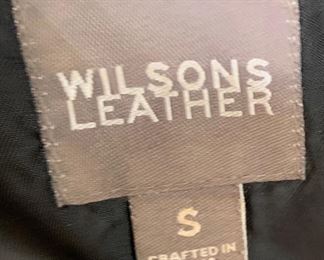 WILSONS
LEATHER
S
CRAFTED IN